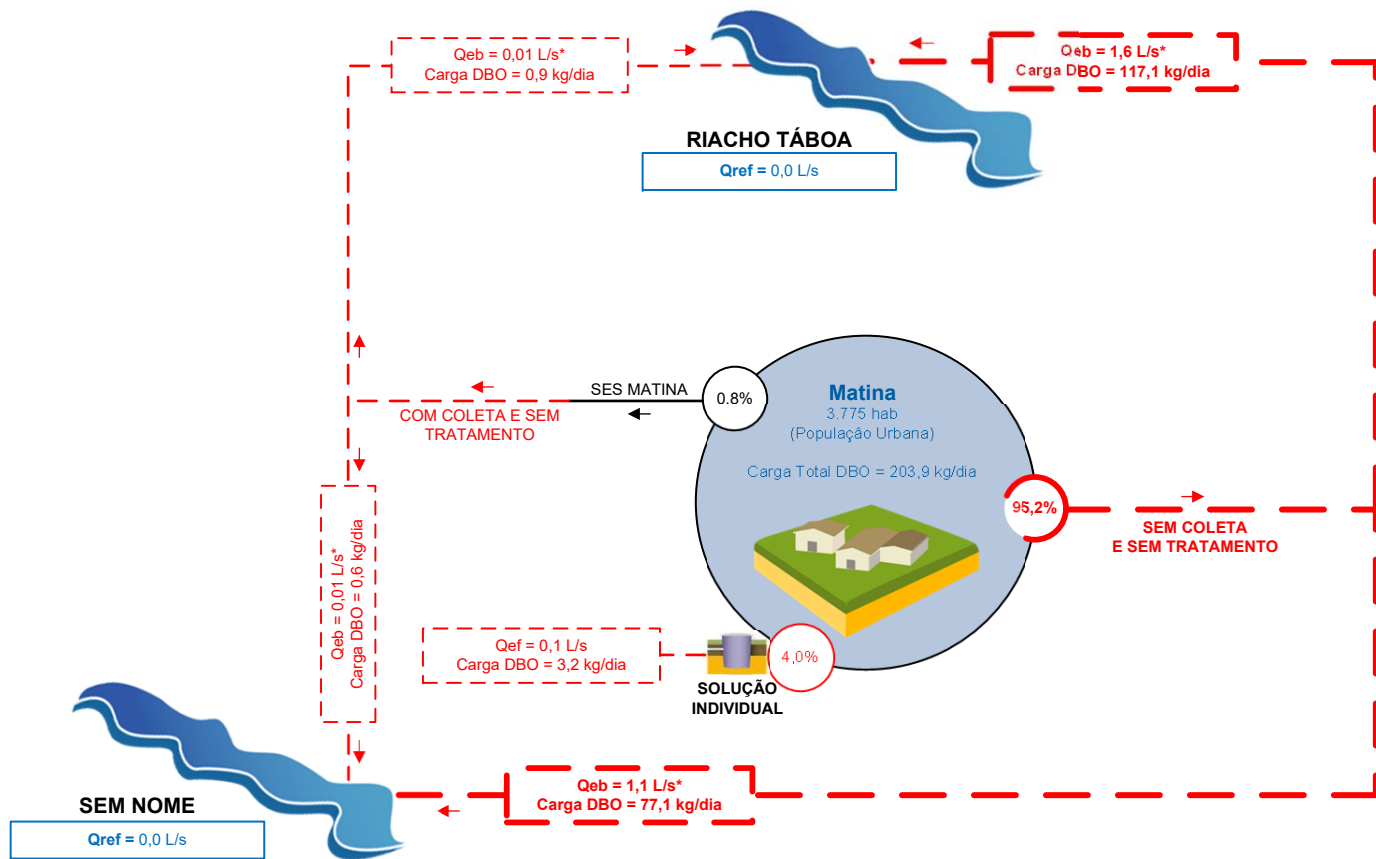 Qeb = 0,01 L/s*
Carga DBO = 0,9 kg/dia
Qeb = 1,6 L/s*
Carga DBO = 117,1 kg/dia
RIACHO TÁBOA
Qref = 0,0 L/s
SES MATINA
0.8%
COM COLETA E SEM
TRATAMENTO
Matina
3.775 hab
(População Urbana)
Carga Total DBO = 203,9 kg/dia
95,2%
SEM COLETA
E SEM TRATAMENTO
Qeb = 0,01 L/s*
Carga DBO = 0,6 kg/dia
Qef = 0,1 L/s
Carga DBO = 3,2 kg/dia
4,0%
SOLUÇÃO
INDIVIDUAL
SEM NOME
Qref = 0,0 L/s
Qeb = 1,1 L/s*
Carga DBO = 77,1 kg/dia